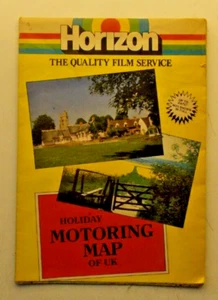 Horizon
THE QUALITY FILM SERVICE
HOLIDAY
MOTORING
MAP
OF UK